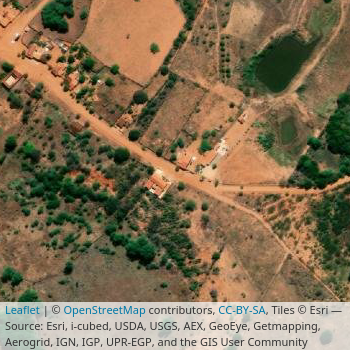 Leaflet | © OpenStreetMap contributors, CC-BY-SA, Tiles © Esri —
Source: Esri, i-cubed, USDA, USGS, AEX, GeoEye, Getmapping,
Aerogrid, IGN, IGP, UPR-EGP, and the GIS User Community